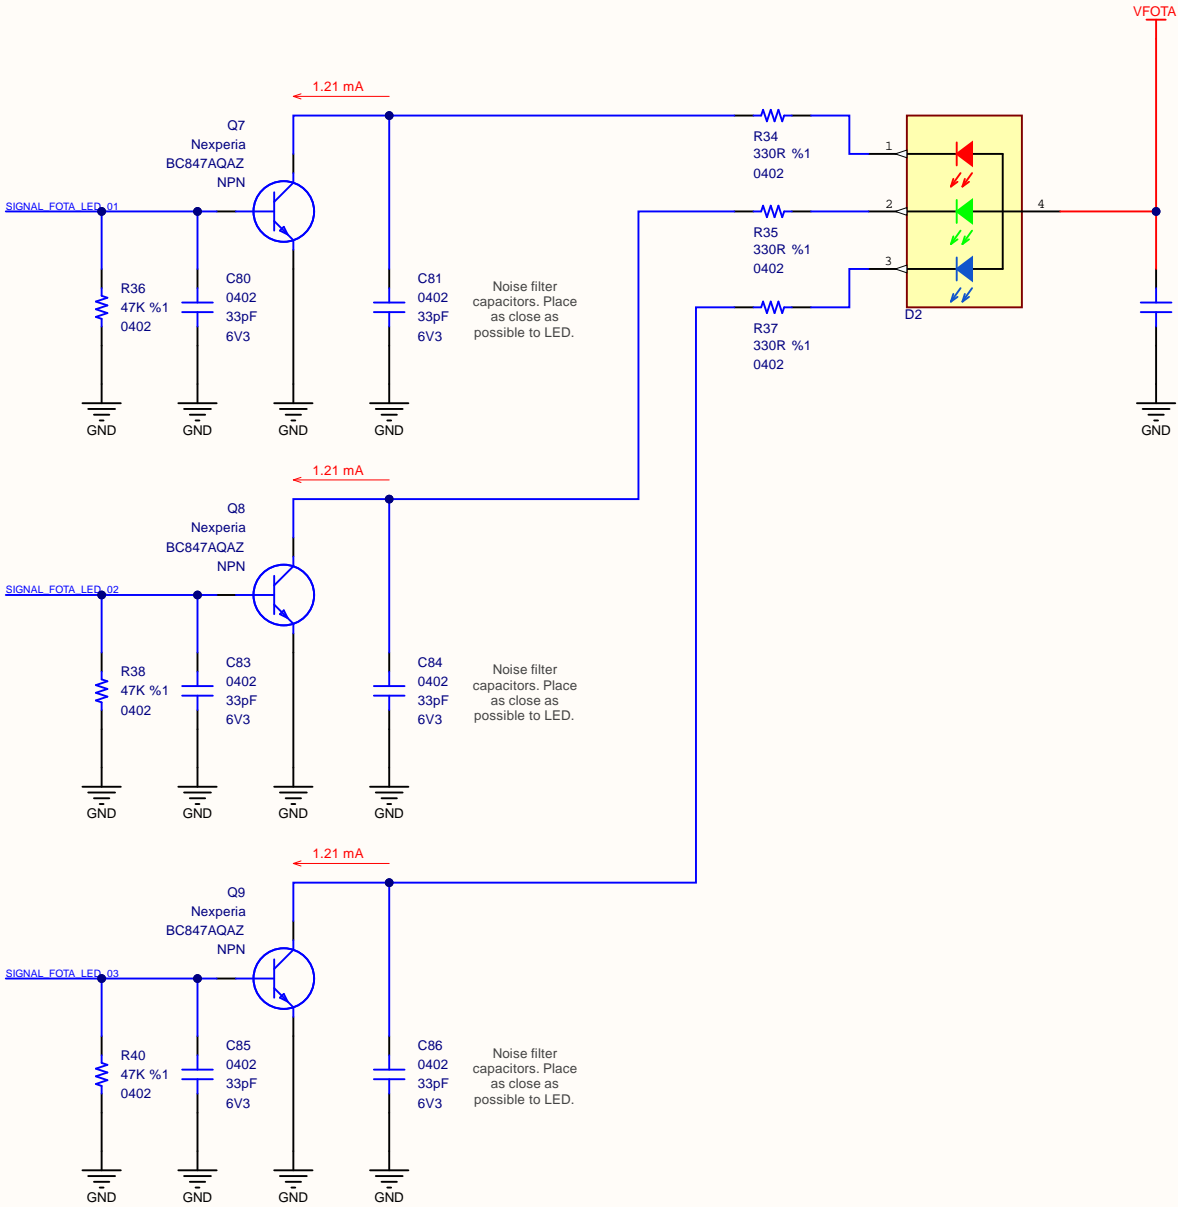 VFOTA
1.21 mA
Q7
Nexperia
BC847AQAZ
NPN
SIGNAL_FOTA_LED_01
R36
47K %1
0402
C80
0402
33pF
6V3
C81
0402
33pF
6V3
Noise filter
capacitors. Place
as close as
possible to LED.
GND
GND
GND
GND
R34
330R %1
0402
R35
330R %1
0402
R37
330R %1
0402
1
2
3
4
D2
GND
1.21 mA
Q8
Nexperia
BC847AQAZ
NPN
SIGNAL_FOTA_LED_02
R38
47K %1
0402
C83
0402
33pF
6V3
C84
0402
33pF
6V3
Noise filter
capacitors. Place
as close as
possible to LED.
GND
GND
GND
GND
1.21 mA
Q9
Nexperia
BC847AQAZ
NPN
SIGNAL_FOTA_LED_03
R40
47K %1
0402
C85
0402
33pF
6V3
C86
0402
33pF
6V3
Noise filter
capacitors. Place
as close as
possible to LED.
GND
GND
GND
GND